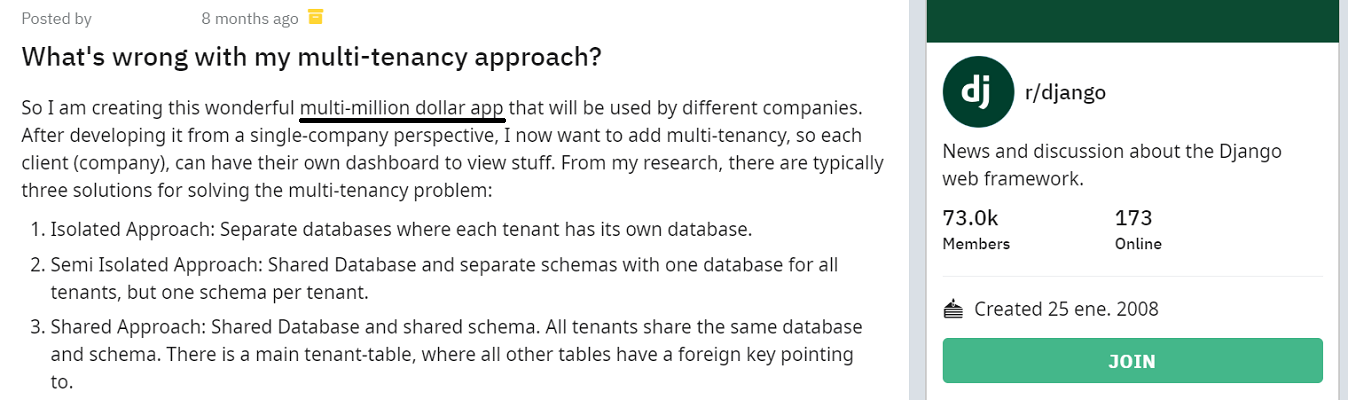 Posted by 8 months ago
What's wrong with my multi-tenancy approach?
So I am creating this wonderful multi-million dollar app that will be used by different companies.
After developing it from a single-company perspective, I now want to add multi-tenancy, so each
client (company), can have their own dashboard to view stuff. From my research, there are typically
three solutions for solving the multi-tenancy problem:
1. Isolated Approach: Separate databases where each tenant has its own database.
2. Semi Isolated Approach: Shared Database and separate schemas with one database for all
tenants, but one schema per tenant.
3. Shared Approach: Shared Database and shared schema. All tenants share the same database
and schema. There is a main tenant-table, where all other tables have a foreign key pointing
to.
dj
r/django
News and discussion about the Django
web framework.
73.0k 173
Members Online
Created 25 ene. 2008
JOIN